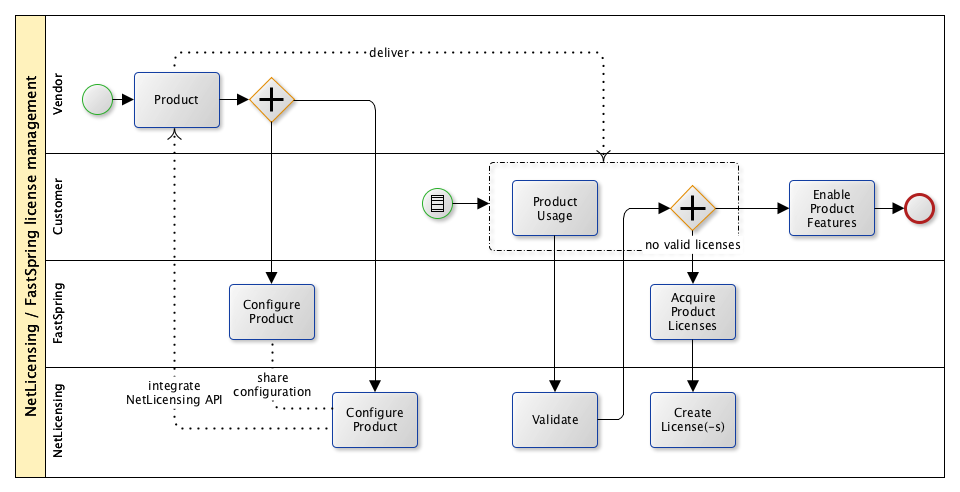 NetLicensing / FastSpring license management
Vendor
deliver
Product
Customer
Product
Usage
Enable
Product
Features
no valid licenses
FastSpring
Configure
Product
Acquire
Product
Licenses
NetLicensing
integrate
NetLicensing API
share
configuration
Configure
Product
Validate
Create
License(-s)